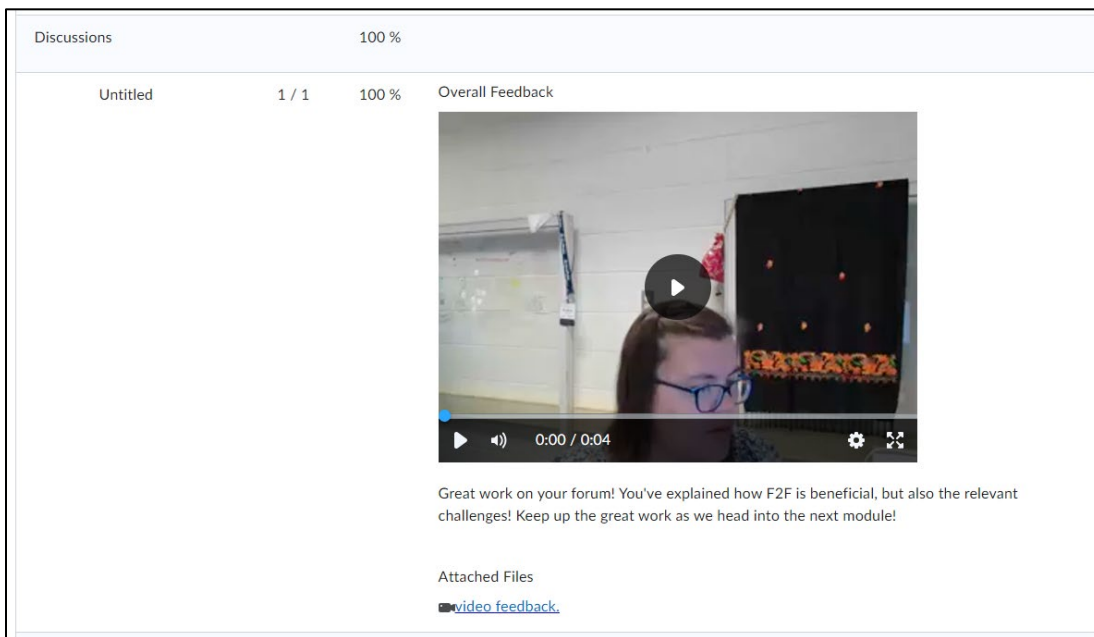 Discussions 100 %
Untitled 1 / 1 100 % Overall Feedback
0:00 / 0:04
Great work on your forum! You've explained how F2F is beneficial, but also the relevant
challenges! Keep up the great work as we head into the next module!
Attached Files
video feedback.